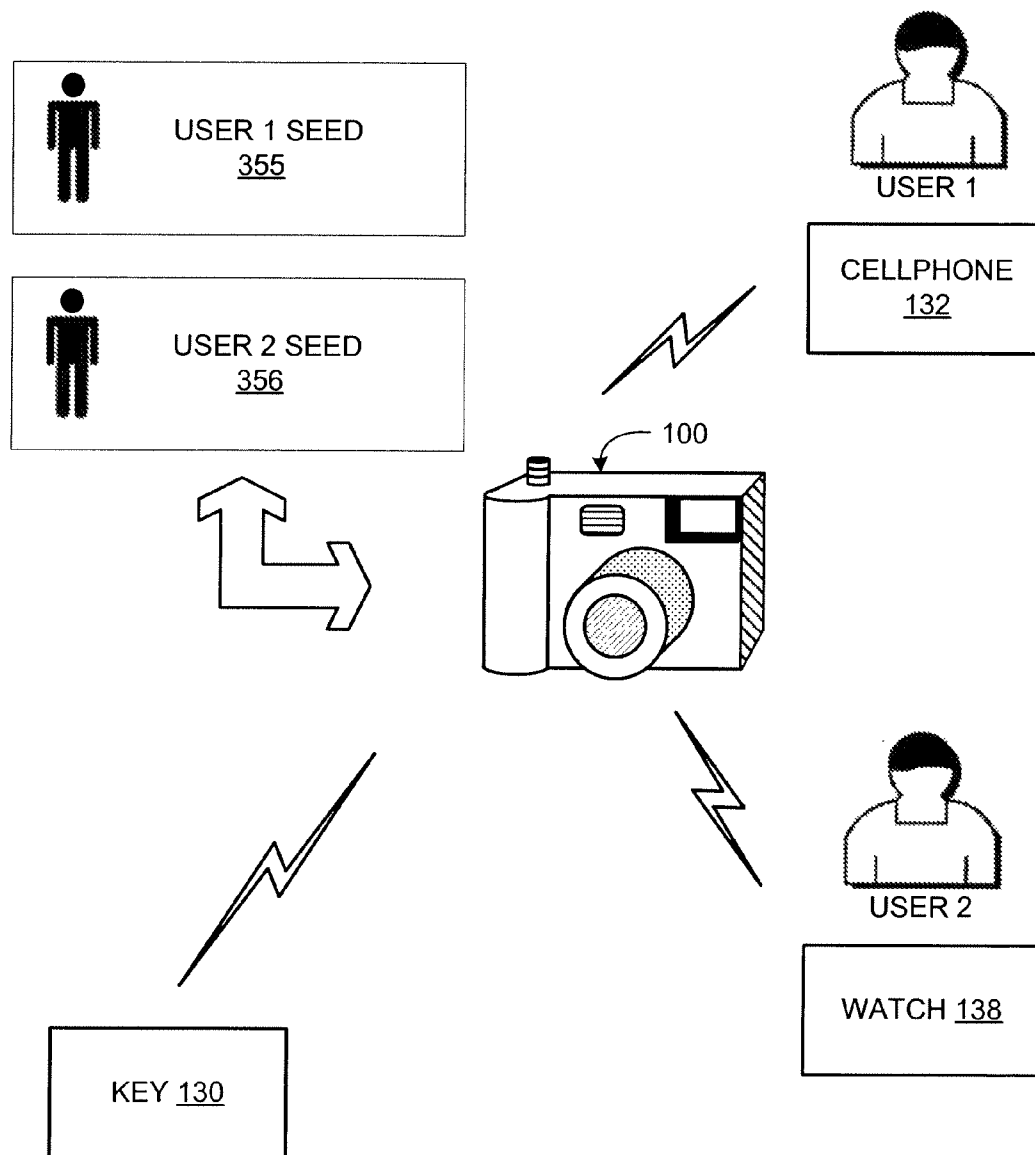 USER 1 SEED
355
USER 1
CELLPHONE
132
USER 2 SEED
356
100
USER 2
WATCH 138
KEY 130